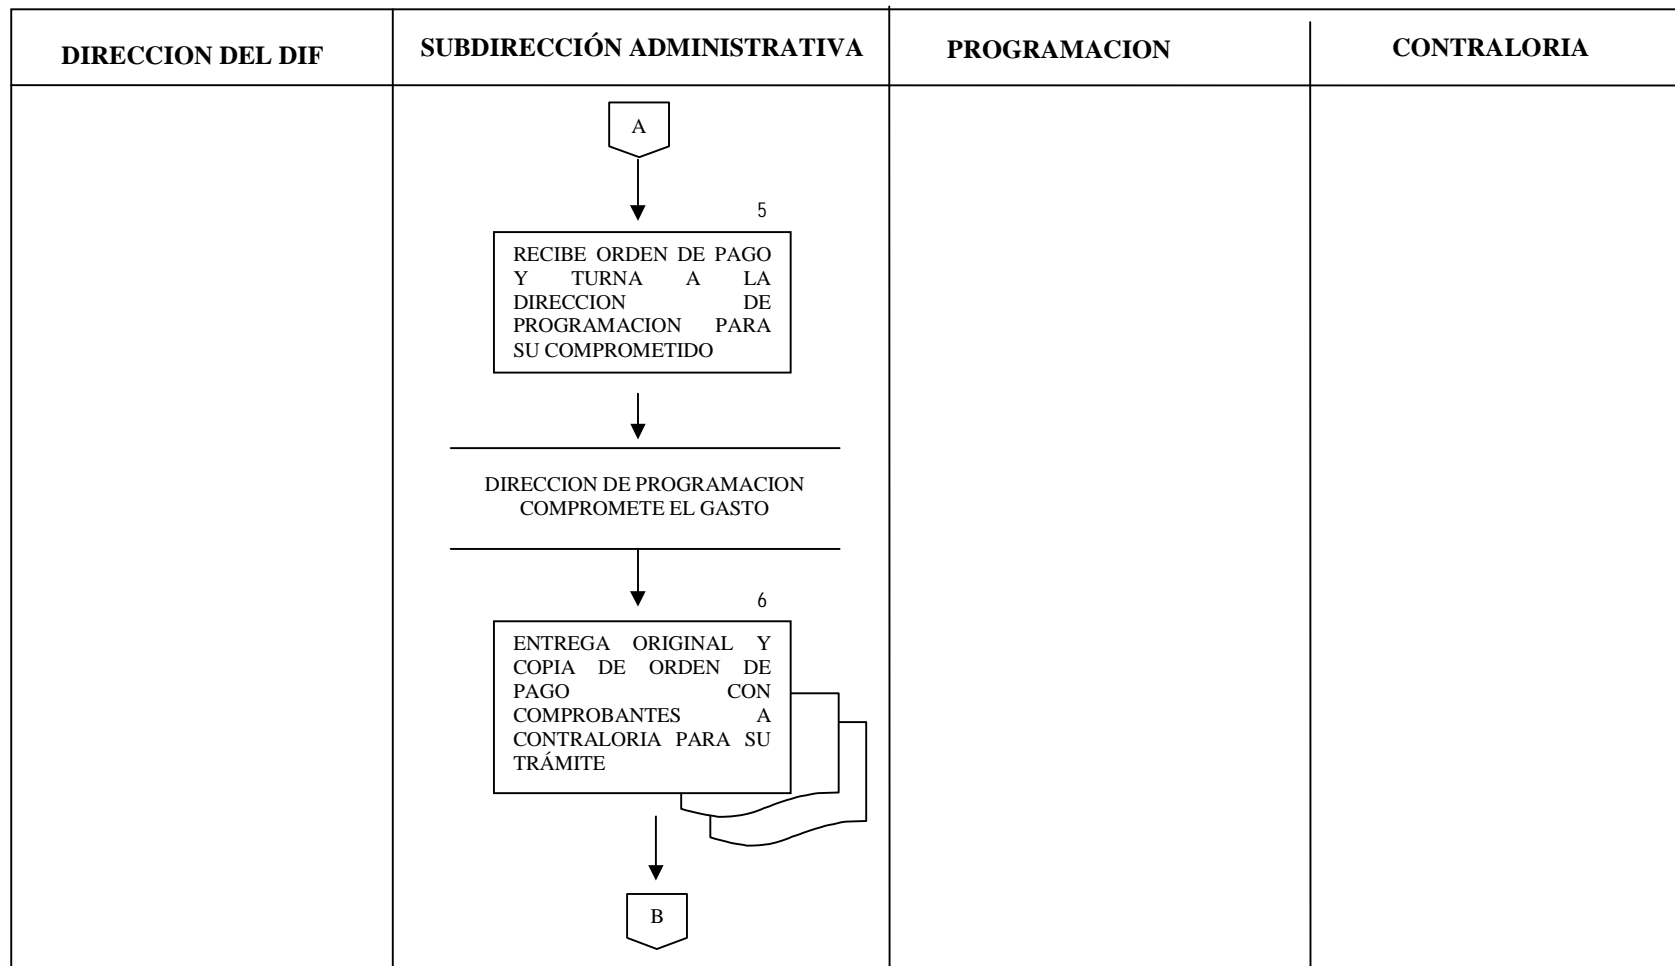 DIRECCION DEL DIF
SUBDIRECCIÓN ADMINISTRATIVA
PROGRAMACION
CONTRALORIA
A
5
RECIBE ORDEN DE PAGO
Y TURNA A LA
DIRECCION DE
PROGRAMACION PARA
SU COMPROMETIDO
DIRECCION DE PROGRAMACION
COMPROMETE EL GASTO
6
ENTREGA ORIGINAL Y
COPIA DE ORDEN DE
PAGO CON
COMPROBANTES A
CONTRALORIA PARA SU
TRÁMITE
B